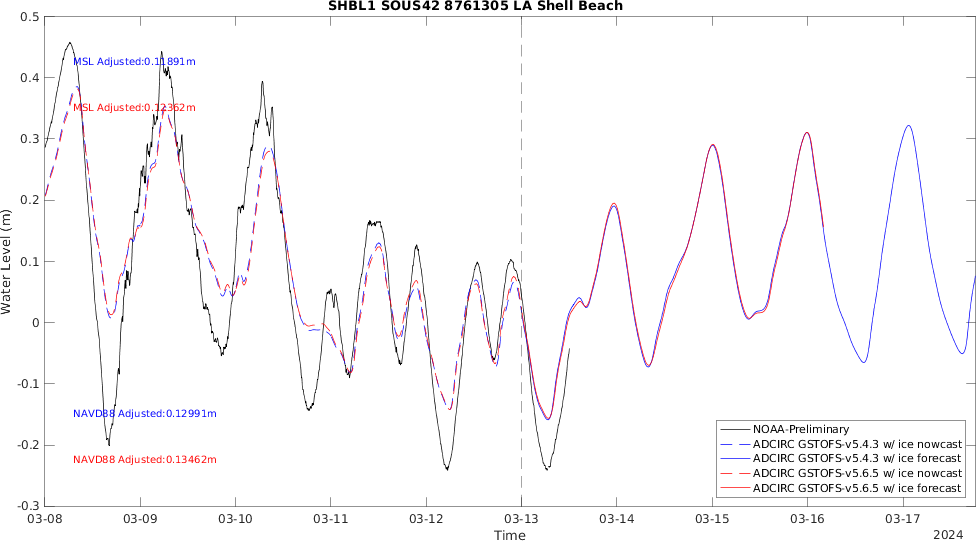 SHBL1 SOUS42 8761305 LA Shell Beach
0.5
0.4
0.3
0.2
0.1
0
-0.1
-0.2
-0.3
Water Level (m)
MSL Adjusted:0.11891m
MSL Adjusted:0.12362m
NAVD88 Adjusted:0.12991m
NAVD88 Adjusted:0.13462m
NOAA-Preliminary
ADCIRC GSTOFS-v5.4.3 w/ ice nowcast
ADCIRC GSTOFS-v5.4.3 w/ ice forecast
ADCIRC GSTOFS-v5.6.5 w/ ice nowcast
ADCIRC GSTOFS-v5.6.5 w/ ice forecast
03-08 03-09 03-10 03-11 03-12 03-13 03-14 03-15 03-16 03-17
Time
2024